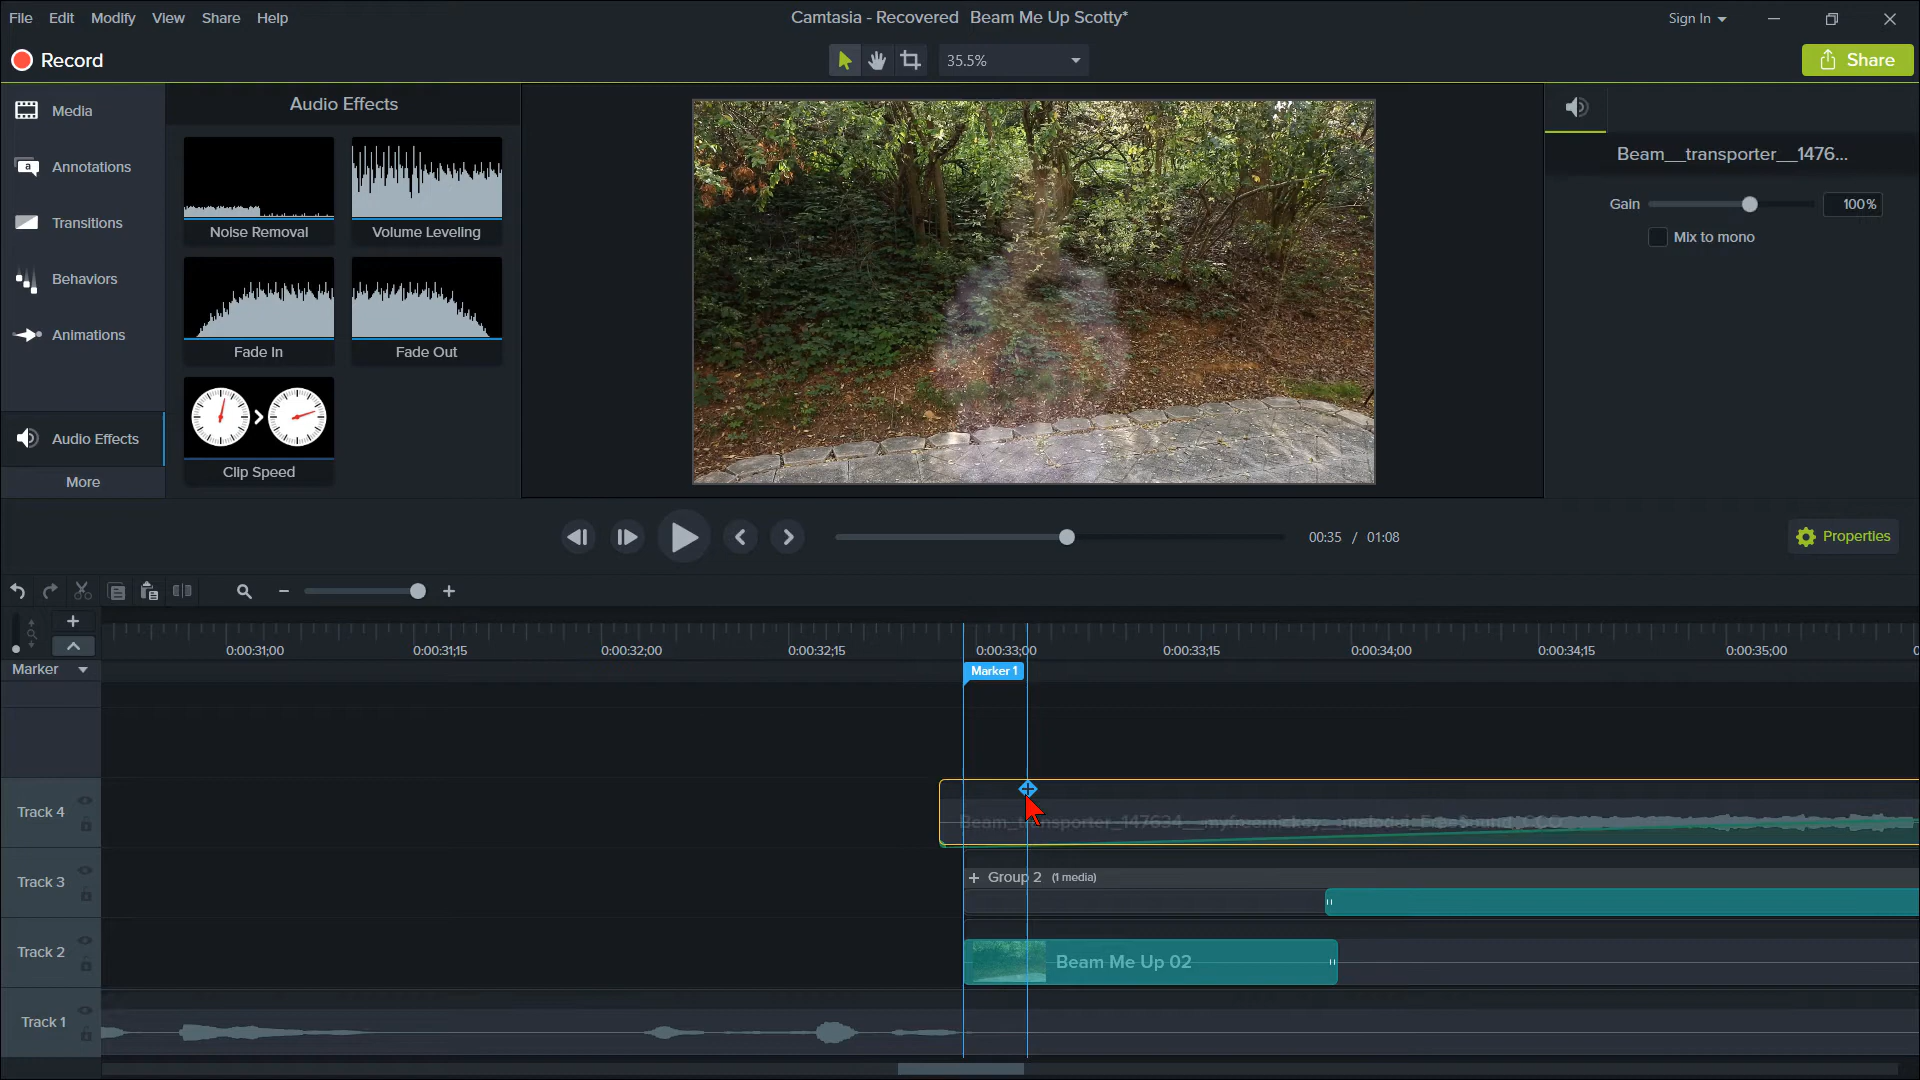 File Edit Modify View Share Help
Camtasia - Recovered Beam Me Up Scotty*
Sign In
Record
35.5%
Share
Media
Annotations
Transitions
Behaviors
Animations
Audio Effects
More
Audio Effects
Noise Removal
Volume Leveling
Fade In
Fade Out
Clip Speed
Beam__transporter__1476...
Gain
100%
Mix to mono
00:35 / 01:08
Properties
0:00:31;00
0:00:31;15
0:00:32;00
0:00:32;15
0:00:33;00
0:00:33;15
0:00:34;00
0:00:34;15
0:00:35;00
Marker
Marker 1
Track 4
Track 3
Group 2 (1 media)
Track 2
Beam Me Up 02
Track 1